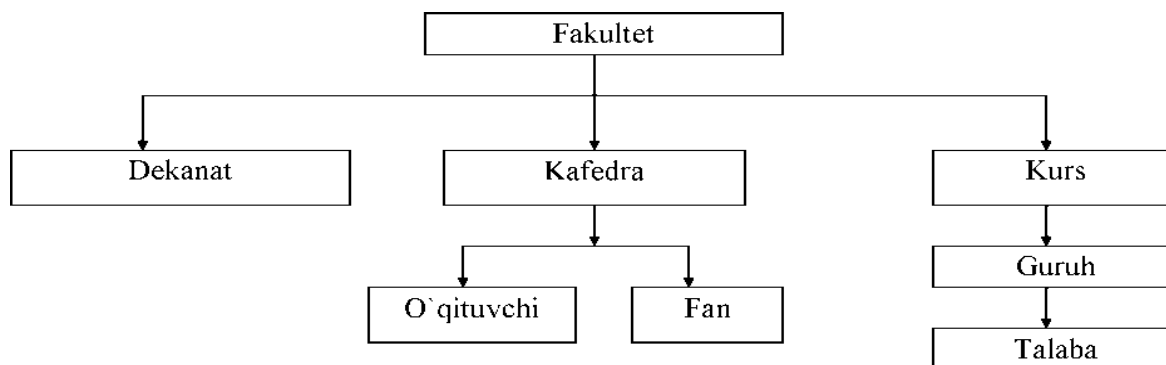 Fakultet
Dekanat
Kafedra
Kurs
Guruh
O`qituvchi
Fan
Talaba